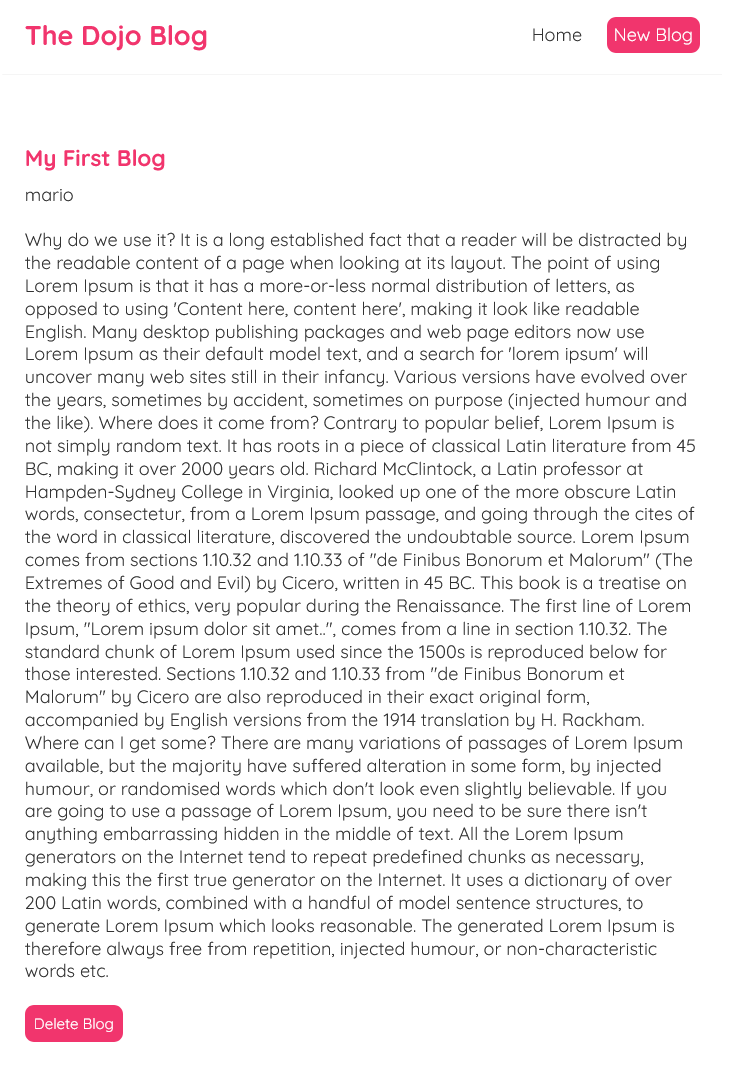 The Dojo Blog
Home
New Blog
My First Blog
mario
Why do we use it? It is a long established fact that a reader will be distracted by
the readable content of a page when looking at its layout. The point of using
Lorem Ipsum is that it has a more-or-less normal distribution of letters, as
opposed to using 'Content here, content here', making it look like readable
English. Many desktop publishing packages and web page editors now use
Lorem Ipsum as their default model text, and a search for 'lorem ipsum' will
uncover many web sites still in their infancy. Various versions have evolved over
the years, sometimes by accident, sometimes on purpose (injected humour and
the like). Where does it come from? Contrary to popular belief, Lorem Ipsum is
not simply random text. It has roots in a piece of classical Latin literature from 45
BC, making it over 2000 years old. Richard McClintock, a Latin professor at
Hampden-Sydney College in Virginia, looked up one of the more obscure Latin
words, consectetur, from a Lorem Ipsum passage, and going through the cites of
the word in classical literature, discovered the undoubtable source. Lorem Ipsum
comes from sections 1.10.32 and 1.10.33 of "de Finibus Bonorum et Malorum" (The
Extremes of Good and Evil) by Cicero, written in 45 BC. This book is a treatise on
the theory of ethics, very popular during the Renaissance. The first line of Lorem
Ipsum, "Lorem ipsum dolor sit amet..", comes from a line in section 1.10.32. The
standard chunk of Lorem Ipsum used since the 1500s is reproduced below for
those interested. Sections 1.10.32 and 1.10.33 from "de Finibus Bonorum et
Malorum" by Cicero are also reproduced in their exact original form,
accompanied by English versions from the 1914 translation by H. Rackham.
Where can I get some? There are many variations of passages of Lorem Ipsum
available, but the majority have suffered alteration in some form, by injected
humour, or randomised words which don't look even slightly believable. If you
are going to use a passage of Lorem Ipsum, you need to be sure there isn't
anything embarrassing hidden in the middle of text. All the Lorem Ipsum
generators on the Internet tend to repeat predefined chunks as necessary,
making this the first true generator on the Internet. It uses a dictionary of over
200 Latin words, combined with a handful of model sentence structures, to
generate Lorem Ipsum which looks reasonable. The generated Lorem Ipsum is
therefore always free from repetition, injected humour, or non-characteristic
words etc.
Delete Blog